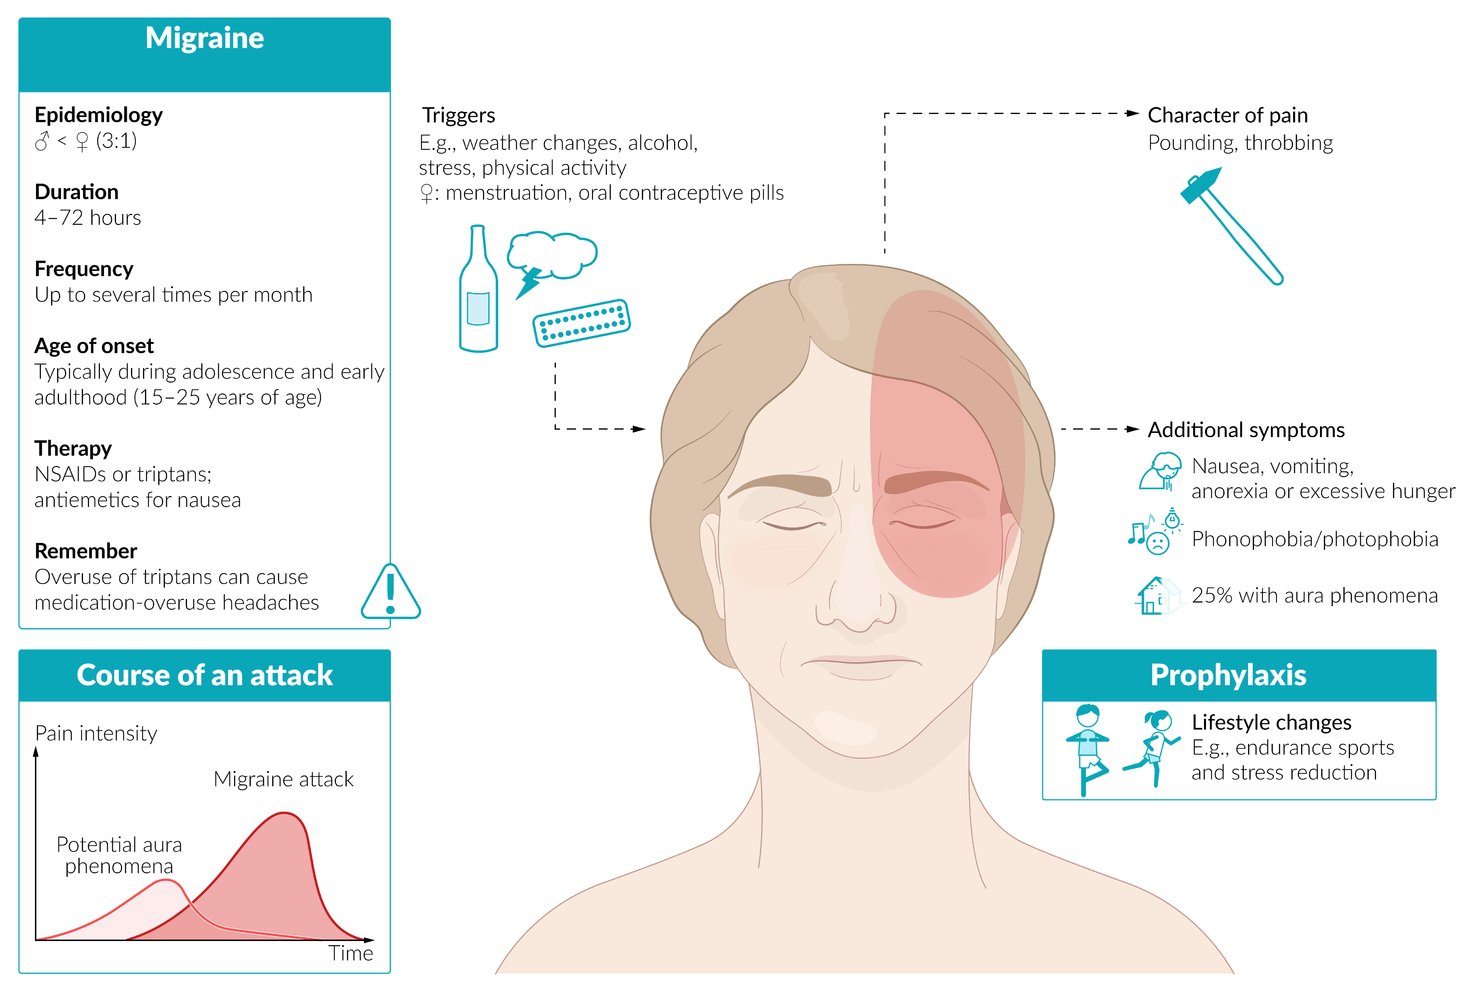 Migraine
Epidemiology
♂ < ♀ (3:1)
Duration
4–72 hours
Frequency
Up to several times per month
Age of onset
Typically during adolescence and early
adulthood (15–25 years of age)
Therapy
NSAIDs or triptans;
antiemetics for nausea
Remember
Overuse of triptans can cause
medication-overuse headaches
!
Triggers
E.g., weather changes, alcohol,
stress, physical activity
♀: menstruation, oral contraceptive pills
Character of pain
Pounding, throbbing
Additional symptoms
Nausea, vomiting,
anorexia or excessive hunger
Phonophobia/photophobia
25% with aura phenomena
Course of an attack
Pain intensity
Migraine attack
Potential aura
phenomena
Time
Prophylaxis
Lifestyle changes
E.g., endurance sports
and stress reduction